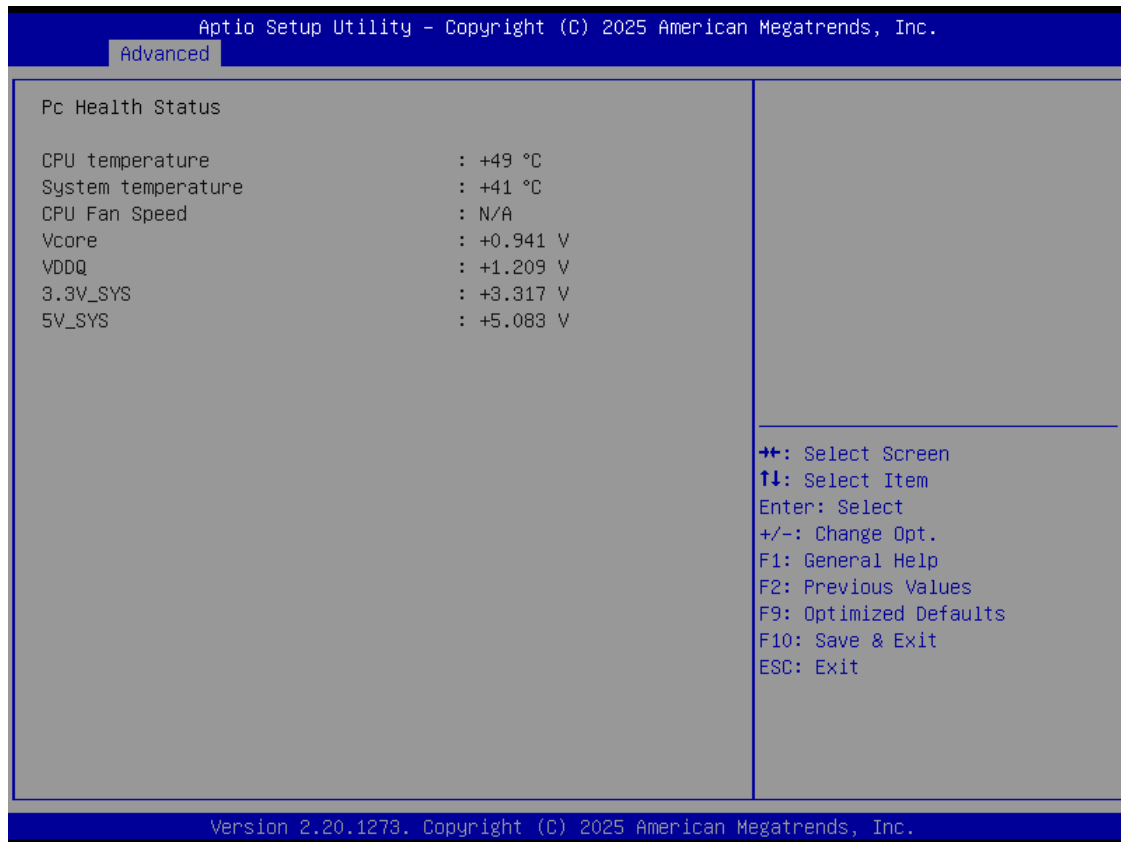 Aptio Setup Utility – Copyright (C) 2025 American Megatrends, Inc.
Advanced
Pc Health Status
CPU temperature : +49 °C
System temperature : +41 °C
CPU Fan Speed : N/A
Vcore : +0.941 V
VDDQ : +1.209 V
3.3V_SYS : +3.317 V
5V_SYS : +5.083 V
→←: Select Screen
↑↓: Select Item
Enter: Select
+/-: Change Opt.
F1: General Help
F2: Previous Values
F9: Optimized Defaults
F10: Save & Exit
ESC: Exit
Version 2.20.1273. Copyright (C) 2025 American Megatrends, Inc.